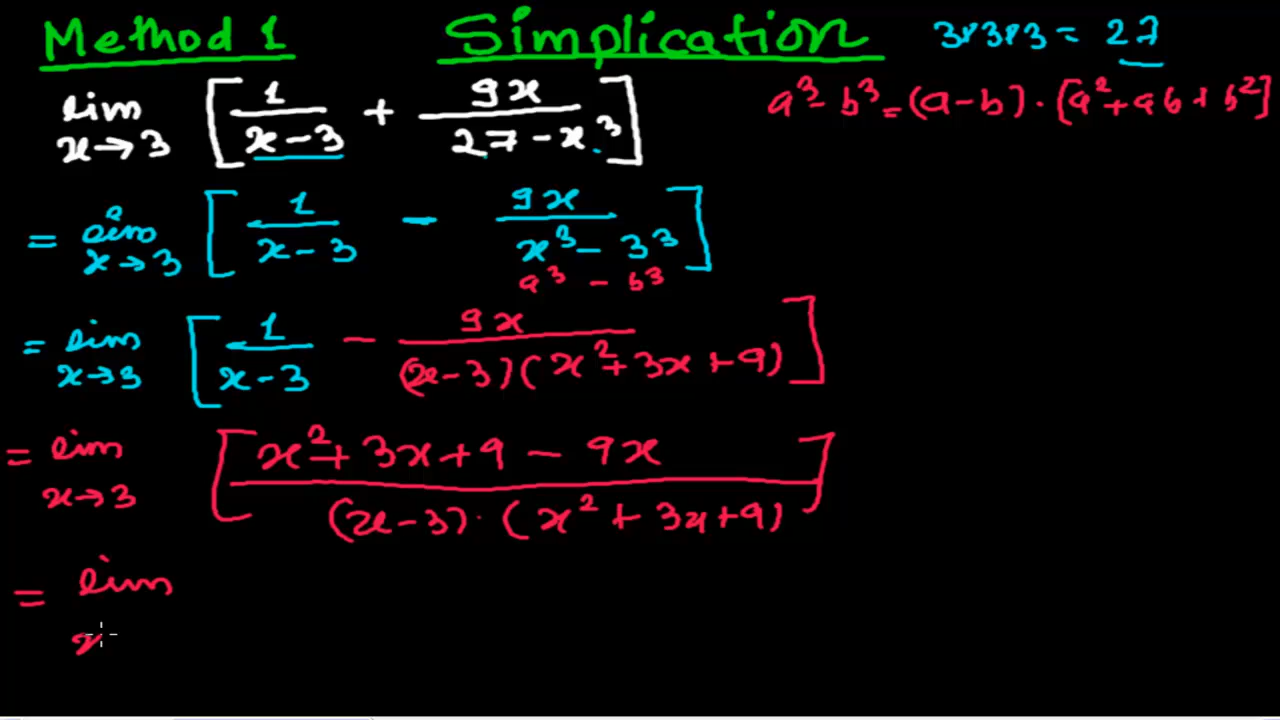 Method 1 Simplication 3*3*3 = 27
lim x→3 [ 1/(x-3) + 9x/(27-x³) ]
a³-b³=(a-b)·[a²+ab+b²]
= lim x→3 [ 1/(x-3) - 9x/(x³-3³) ]
a³ - b³
= lim x→3 [ 1/(x-3) - 9x/((x-3)(x²+3x+9)) ]
= lim x→3 [ (x²+3x+9-9x)/((x-3)·(x²+3x+9)) ]
= lim x